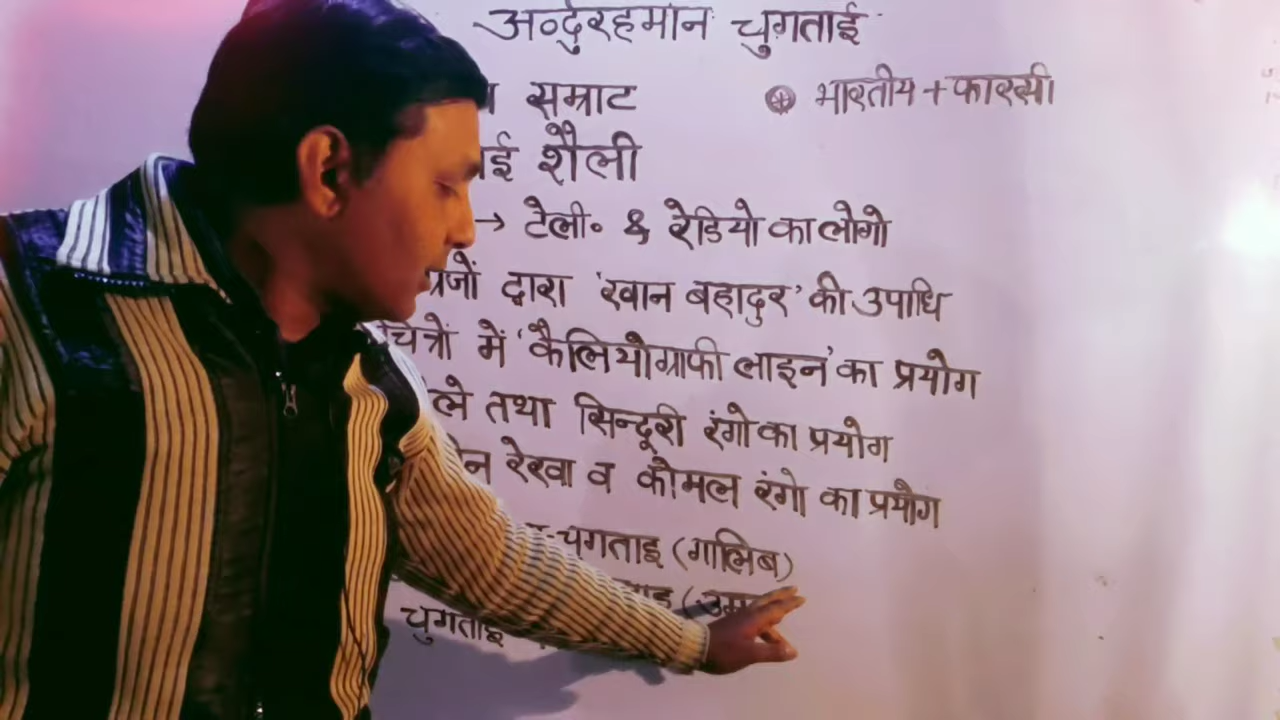 अब्दुरहमान चुगताई
सम्राट
⊛ भारतीय + फारसी
ई शैली
→ टेली॰ & रेडियो का लोगो
द्वारा 'खान बहादुर' की उपाधि
चित्रों में 'कैलियोग्राफी लाइन' का प्रयोग
तथा सिन्दूरी रंगो का प्रयोग
रेखा व कौमल रंगो का प्रयोग
चुगताइ (गालिब)
चुगताइ